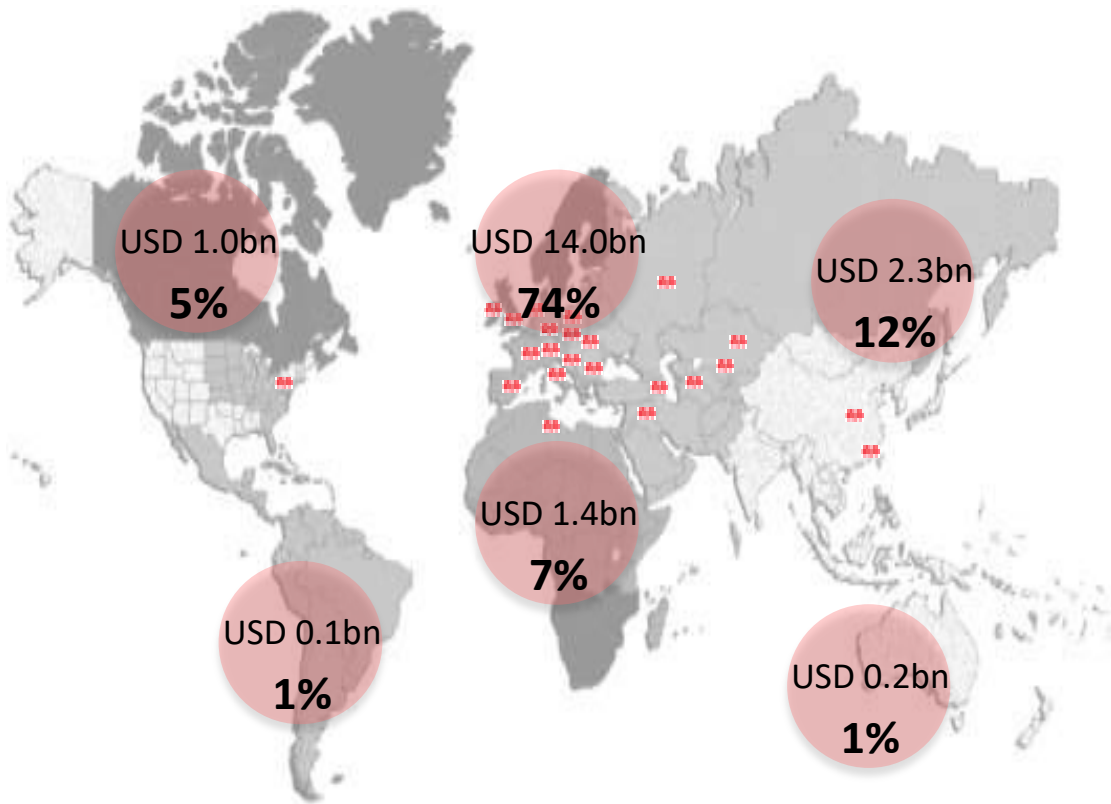 USD 1.0bn
5%
USD 14.0bn
74%
USD 2.3bn
12%
USD 1.4bn
7%
USD 0.1bn
1%
USD 0.2bn
1%